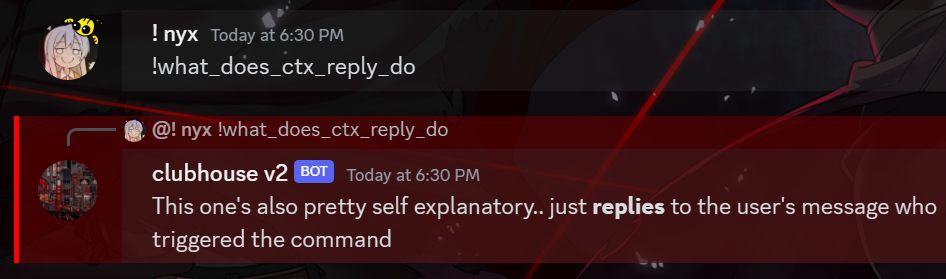 ! nyx Today at 6:30 PM
!what_does_ctx_reply_do
@! nyx !what_does_ctx_reply_do
clubhouse v2 BOT Today at 6:30 PM
This one's also pretty self explanatory.. just replies to the user's message who
triggered the command